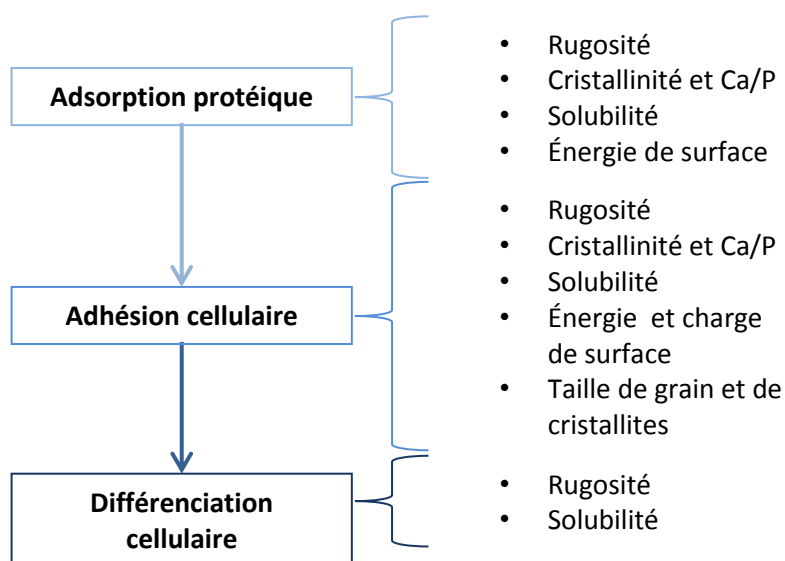 Adsorption protéique
• Rugosité
• Cristallinité et Ca/P
• Solubilité
• Énergie de surface
Adhésion cellulaire
• Rugosité
• Cristallinité et Ca/P
• Solubilité
• Énergie et charge
de surface
• Taille de grain et de
cristallites
Différenciation
cellulaire
• Rugosité
• Solubilité